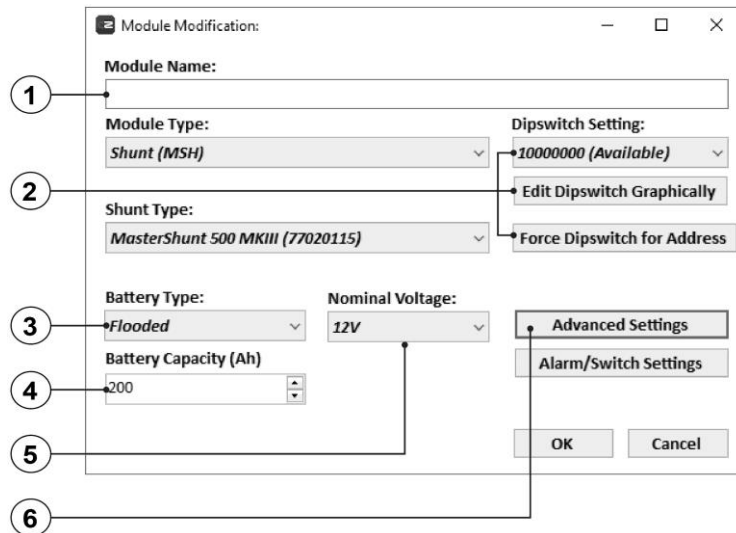 Module Modification:
Module Name:
1
Module Type:
Dipswitch Setting:
Shunt (MSH)
10000000 (Available)
2
Edit Dipswitch Graphically
Shunt Type:
MasterShunt 500 MKIII (77020115)
Force Dipswitch for Address
Battery Type:
Nominal Voltage:
3
Flooded
12V
Advanced Settings
Battery Capacity (Ah)
Alarm/Switch Settings
4
200
5
OK
Cancel
6